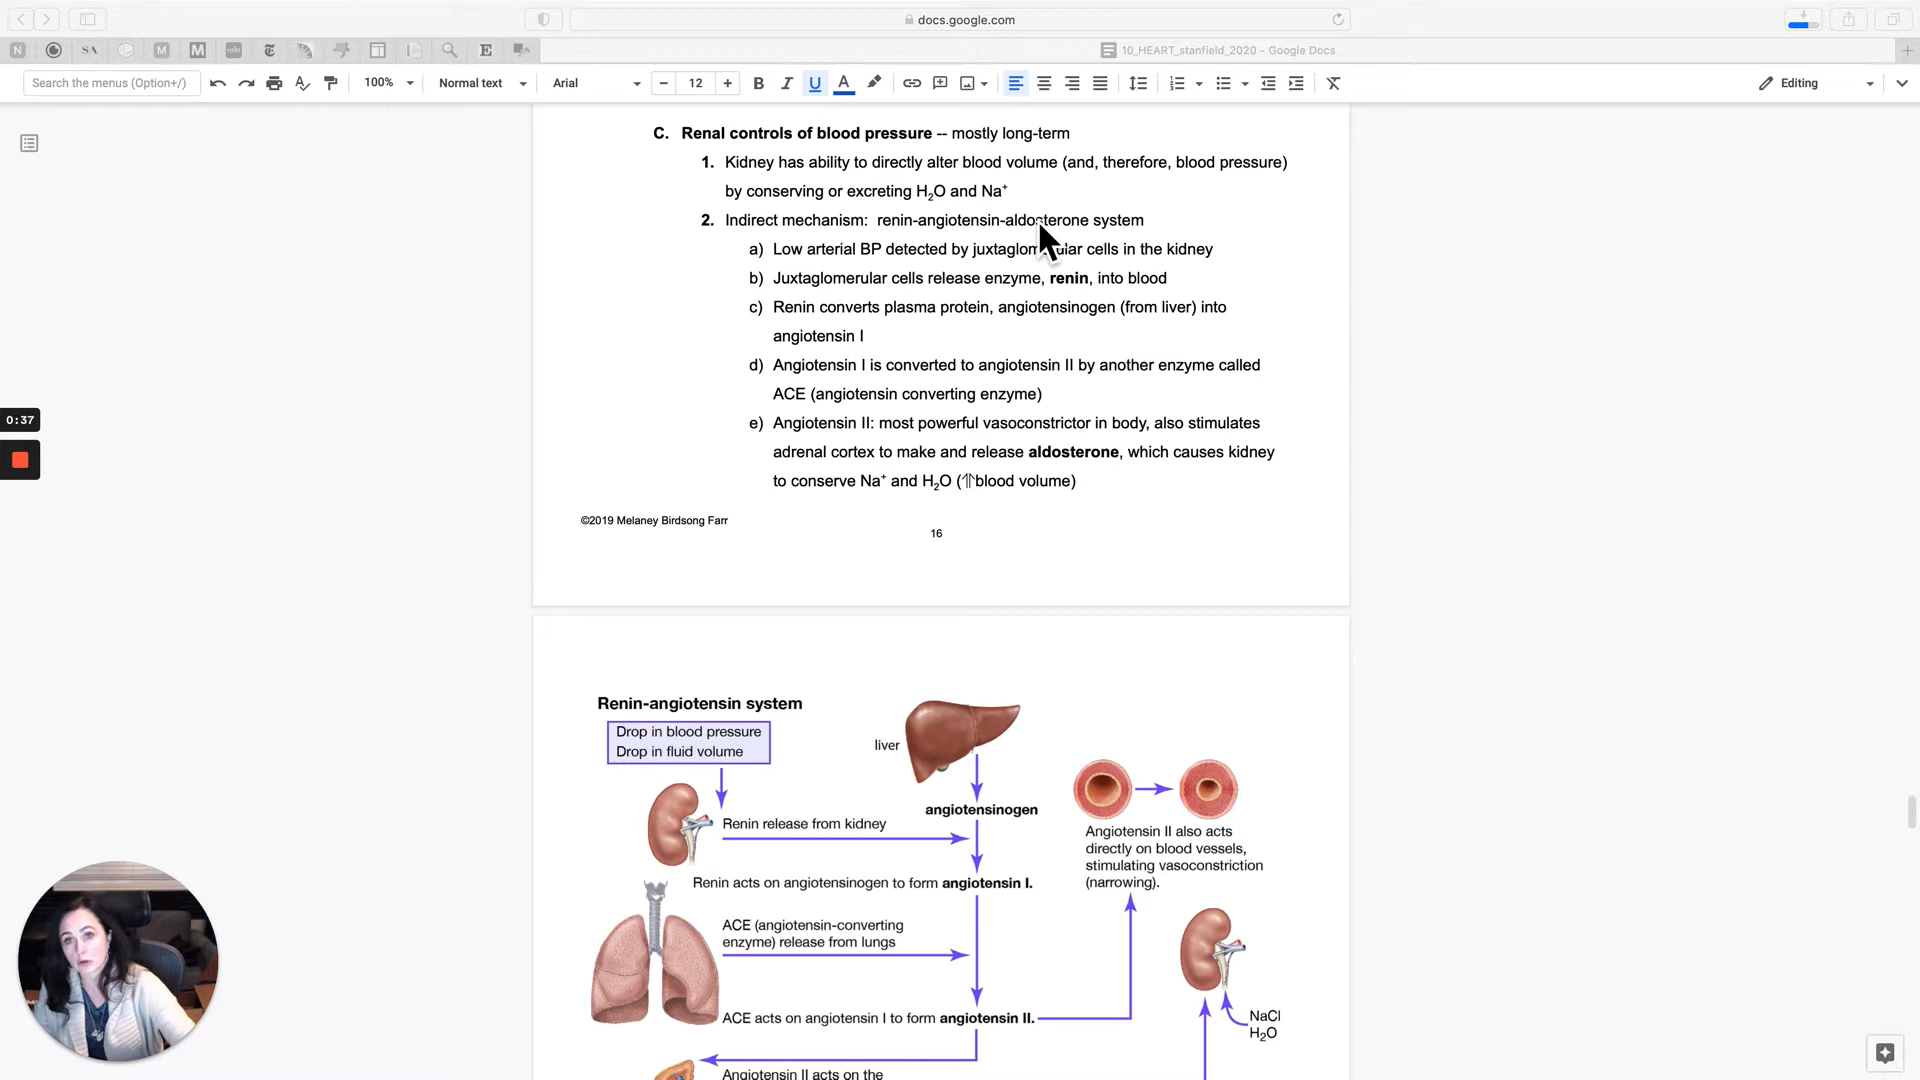 docs.google.com
10_HEART_stanfield_2020 - Google Docs
Search the menus (Option+/)
100%
Normal text
Arial
12
Editing
C. Renal controls of blood pressure -- mostly long-term
1. Kidney has ability to directly alter blood volume (and, therefore, blood pressure)
by conserving or excreting H₂O and Na⁺
2. Indirect mechanism: renin-angiotensin-aldosterone system
a) Low arterial BP detected by cells in the kidney
b) Juxtaglomerular cells release enzyme, renin, into blood
c) Renin converts plasma protein, angiotensinogen (from liver) into
angiotensin I
d) Angiotensin I is converted to angiotensin II by another enzyme called
ACE (angiotensin converting enzyme)
e) Angiotensin II: most powerful vasoconstrictor in body, also stimulates
adrenal cortex to make and release aldosterone, which causes kidney
to conserve Na⁺ and H₂O (⇑blood volume)
©2019 Melaney Birdsong Farr
16
0:37
Renin-angiotensin system
Drop in blood pressure
Drop in fluid volume
liver
angiotensinogen
Renin release from kidney
Renin acts on angiotensinogen to form angiotensin I.
ACE (angiotensin-converting
enzyme) release from lungs
ACE acts on angiotensin I to form angiotensin II.
Angiotensin II also acts
directly on blood vessels,
stimulating vasoconstriction
(narrowing).
NaCl
H₂O
Angiotensin II acts on the